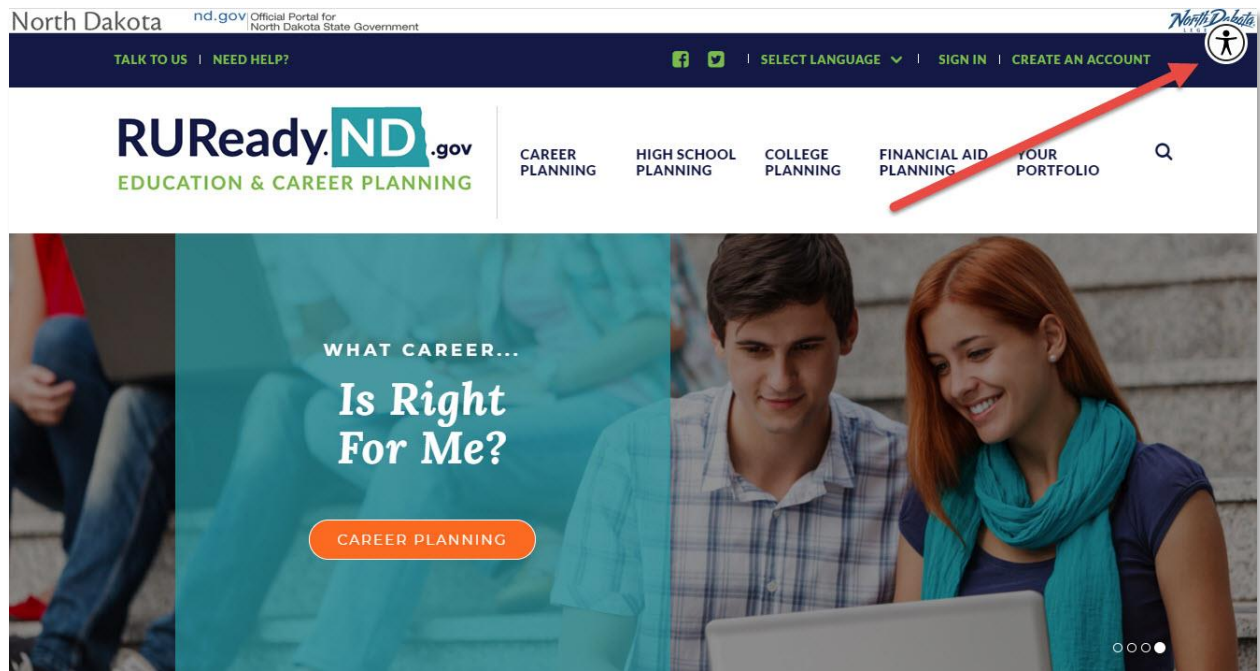 North Dakota
nd.gov Official Portal for
North Dakota State Government
North Dakota
TALK TO US | NEED HELP?
SELECT LANGUAGE | SIGN IN | CREATE AN ACCOUNT
RUReady.ND.gov
EDUCATION & CAREER PLANNING
CAREER
PLANNING
HIGH SCHOOL
PLANNING
COLLEGE
PLANNING
FINANCIAL AID
PLANNING
YOUR
PORTFOLIO
WHAT CAREER...
Is Right
For Me?
CAREER PLANNING